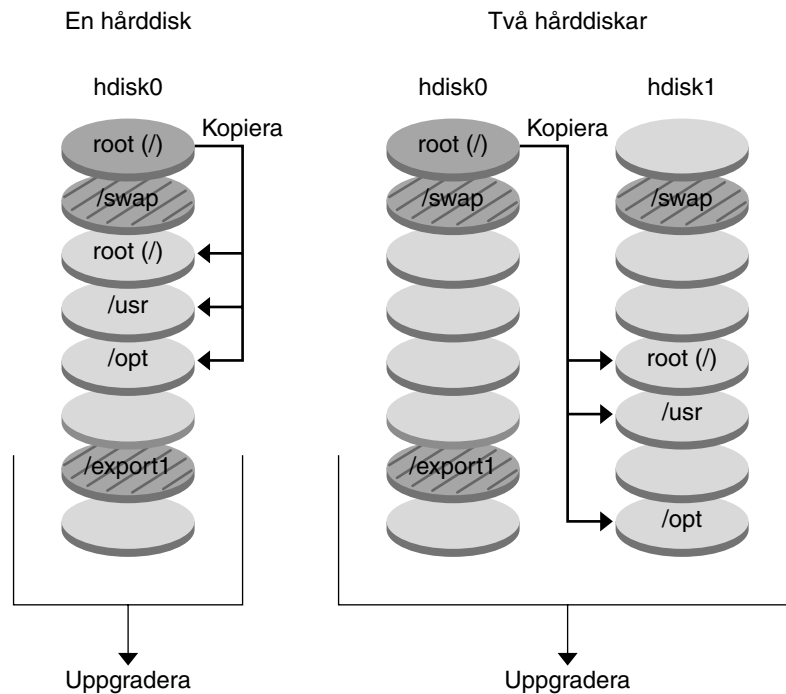 En hårddisk
hdisk0
root (/)
Kopiera
/swap
root (/)
/usr
/opt
/export1
Uppgradera
Två hårddiskar
hdisk0
hdisk1
root (/)
Kopiera
/swap
/swap
root (/)
/usr
/export1
/opt
Uppgradera